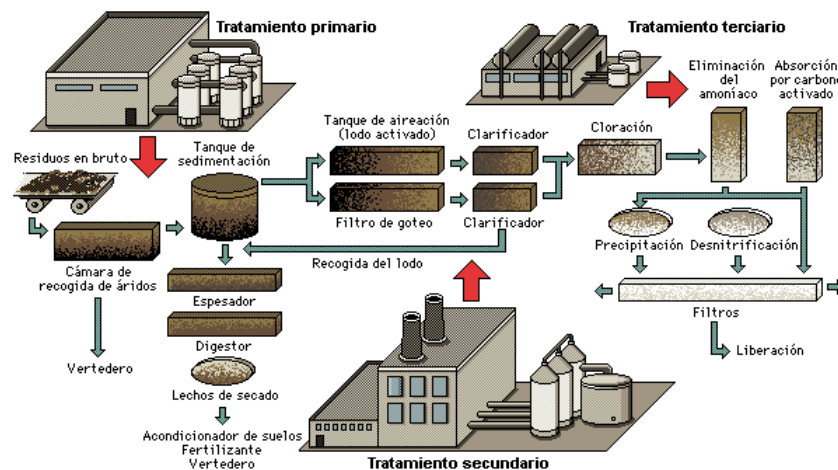 Tratamiento primario
Tratamiento terciario
Eliminación
del
amoníaco
Absorción
por carbono
activado
Residuos en bruto
Tanque de
sedimentación
Tanque de aireación
(lodo activado)
Clarificador
Cloración
Filtro de goteo
Clarificador
Cámara de
recogida de áridos
Recogida del lodo
Precipitación
Desnitrificación
Espesador
Filtros
Digestor
Vertedero
Liberación
Lechos de secado
Acondicionador de suelos
Fertilizante
Vertedero
Tratamiento secundario